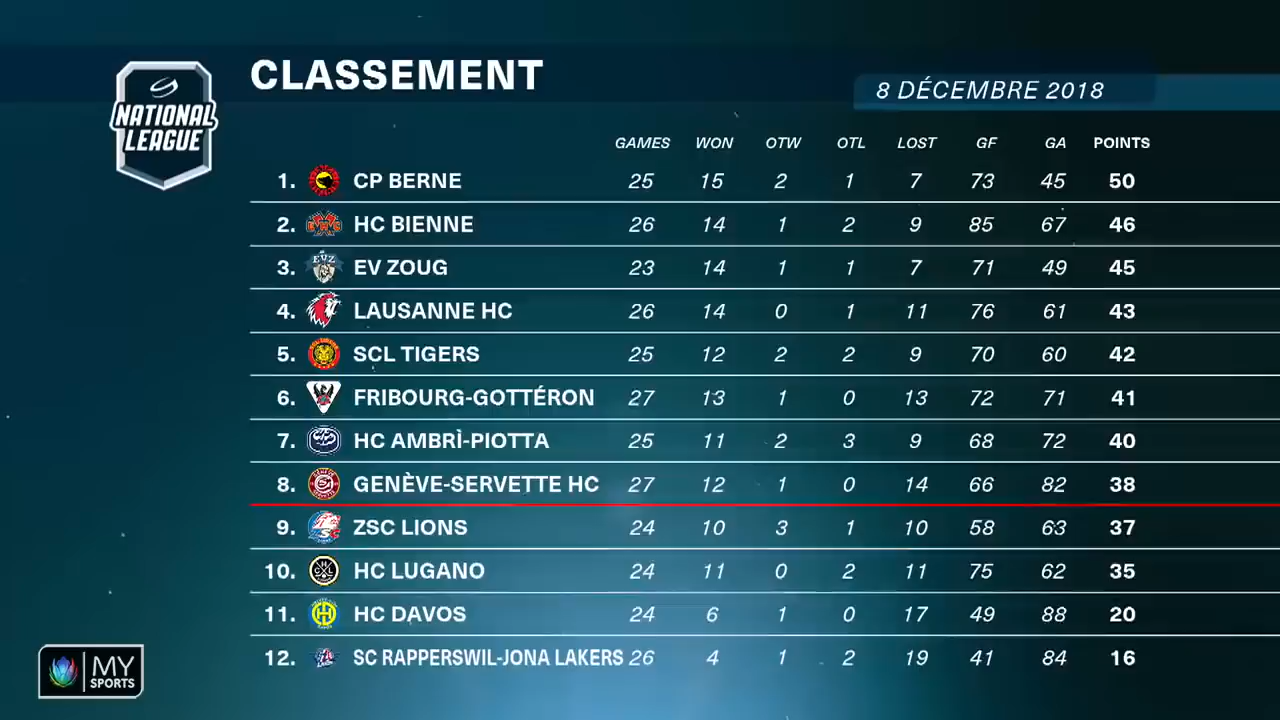 CLASSEMENT
8 DÉCEMBRE 2018
NATIONAL
LEAGUE
GAMES WON OTW OTL LOST GF GA POINTS
1. CP BERNE 25 15 2 1 7 73 45 50
2. HC BIENNE 26 14 1 2 9 85 67 46
3. EV ZOUG 23 14 1 1 7 71 49 45
4. LAUSANNE HC 26 14 0 1 11 76 61 43
5. SCL TIGERS 25 12 2 2 9 70 60 42
6. FRIBOURG-GOTTÉRON 27 13 1 0 13 72 71 41
7. HC AMBRÌ-PIOTTA 25 11 2 3 9 68 72 40
8. GENÈVE-SERVETTE HC 27 12 1 0 14 66 82 38
9. ZSC LIONS 24 10 3 1 10 58 63 37
10. HC LUGANO 24 11 0 2 11 75 62 35
11. HC DAVOS 24 6 1 0 17 49 88 20
12. SC RAPPERSWIL-JONA LAKERS 26 4 1 2 19 41 84 16
MY
SPORTS